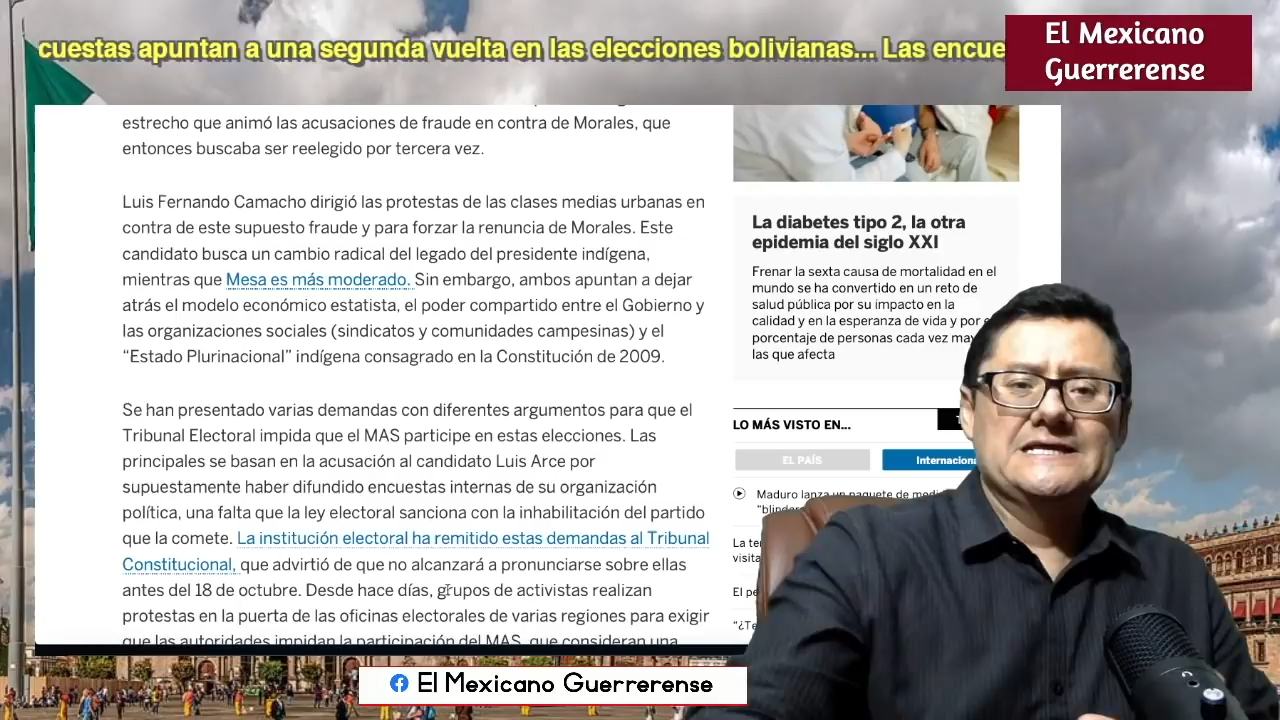 cuestas apuntan a una segunda vuelta en las elecciones bolivianas... Las encue
El Mexicano
Guerrerense
estrecho que animó las acusaciones de fraude en contra de Morales, que
entonces buscaba ser reelegido por tercera vez.
Luis Fernando Camacho dirigió las protestas de las clases medias urbanas en
contra de este supuesto fraude y para forzar la renuncia de Morales. Este
candidato busca un cambio radical del legado del presidente indígena,
mientras que Mesa es más moderado. Sin embargo, ambos apuntan a dejar
atrás el modelo económico estatista, el poder compartido entre el Gobierno y
las organizaciones sociales (sindicatos y comunidades campesinas) y el
“Estado Plurinacional” indígena consagrado en la Constitución de 2009.
Se han presentado varias demandas con diferentes argumentos para que el
Tribunal Electoral impida que el MAS participe en estas elecciones. Las
principales se basan en la acusación al candidato Luis Arce por
supuestamente haber difundido encuestas internas de su organización
política, una falta que la ley electoral sanciona con la inhabilitación del partido
que la comete. La institución electoral ha remitido estas demandas al Tribunal
Constitucional, que advirtió de que no alcanzará a pronunciarse sobre ellas
antes del 18 de octubre. Desde hace días, grupos de activistas realizan
protestas en la puerta de las oficinas electorales de varias regiones para exigir
que las autoridades impidan la participación del MAS, que consideran una
La diabetes tipo 2, la otra
epidemia del siglo XXI
Frenar la sexta causa de mortalidad en el
mundo se ha convertido en un reto de
salud pública por su impacto en la
calidad y en la esperanza de vida y por e
porcentaje de personas cada vez may
las que afecta
LO MÁS VISTO EN...
EL PAÍS
Internaciona
Maduro lanza un paquete de
El Mexicano Guerrerense